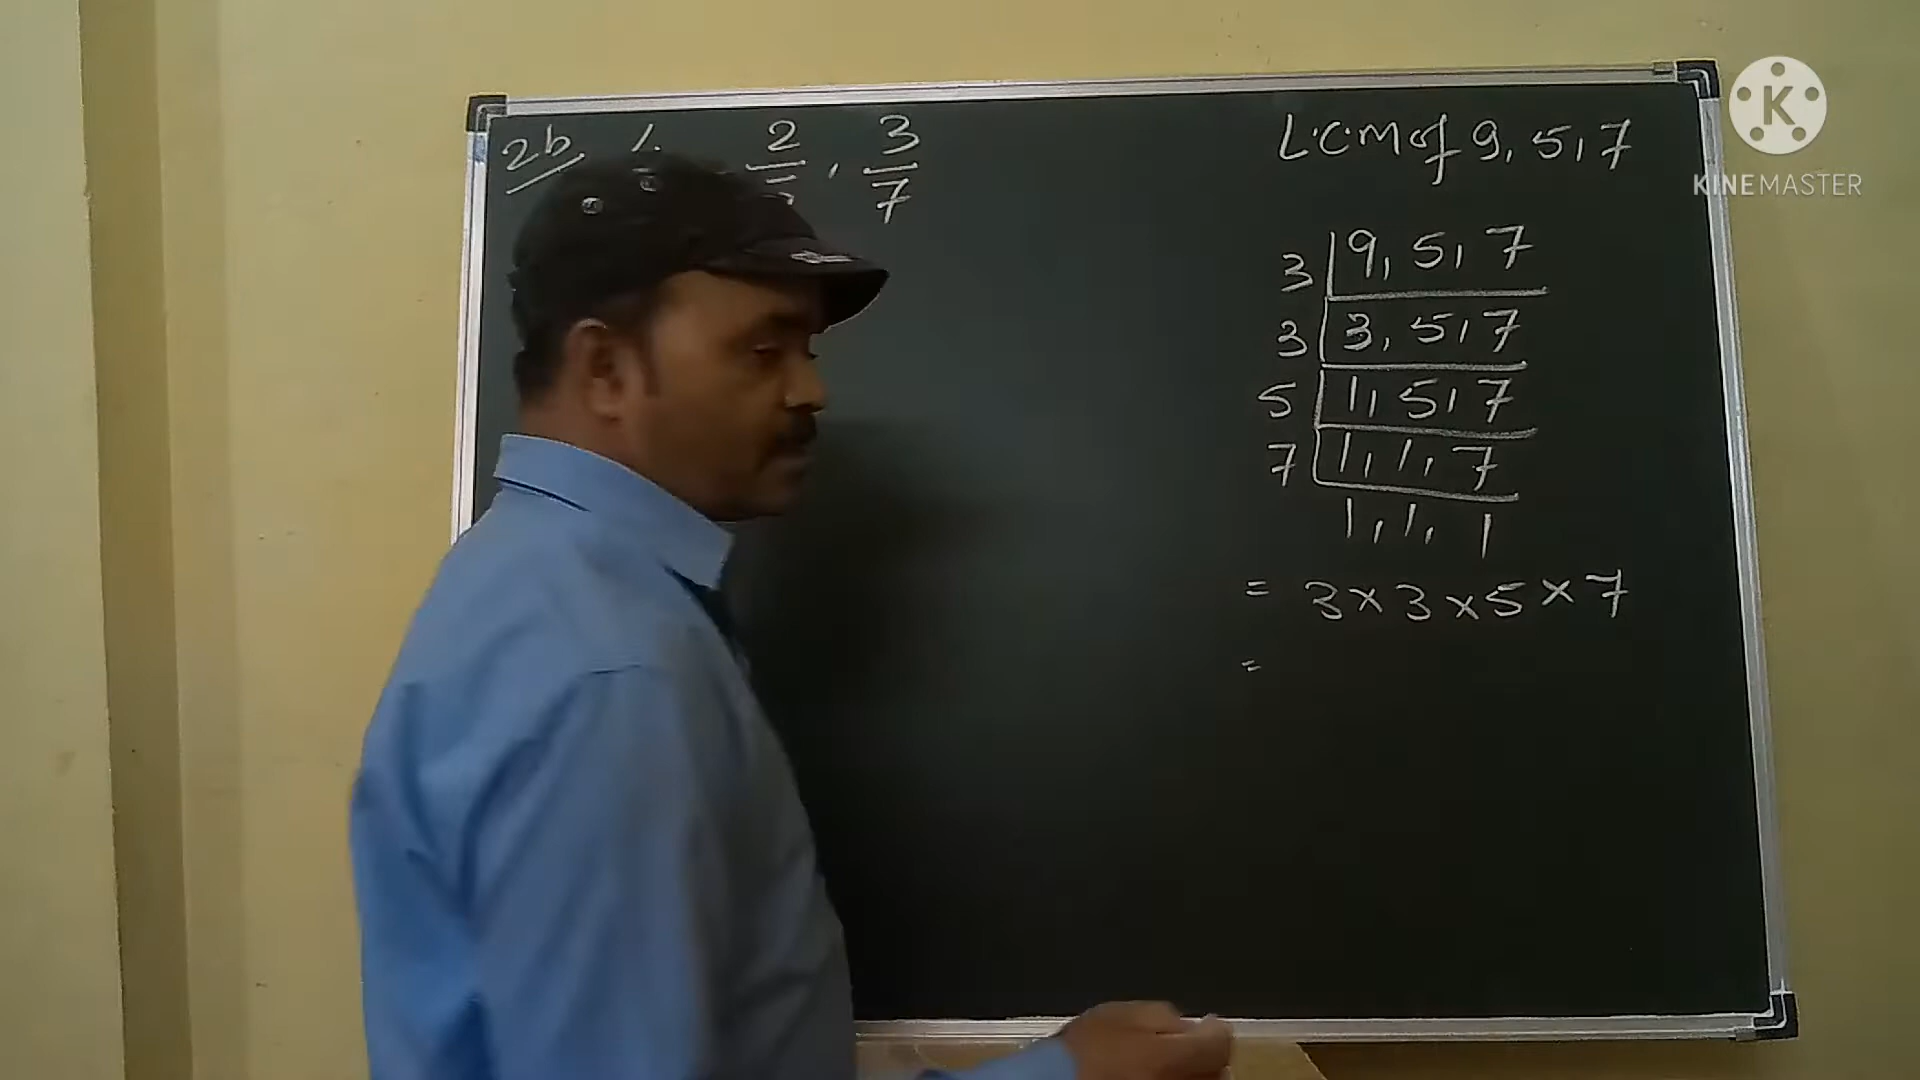 2b 2/ , 3/7
L.C.M of 9, 5, 7
3 | 9, 5, 7
3 | 3, 5, 7
5 | 1, 5, 7
7 | 1, 1, 7
1, 1, 1
= 3 × 3 × 5 × 7
=
K
KINEMASTER